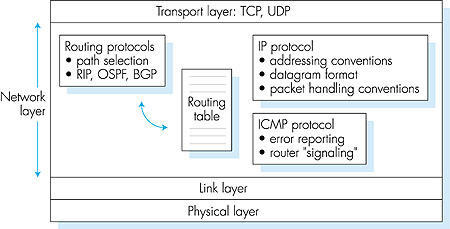 Transport layer: TCP, UDP
Network
layer
Routing protocols
• path selection
• RIP, OSPF, BGP
Routing
table
IP protocol
• addressing conventions
• datagram format
• packet handling conventions
ICMP protocol
• error reporting
• router "signaling"
Link layer
Physical layer